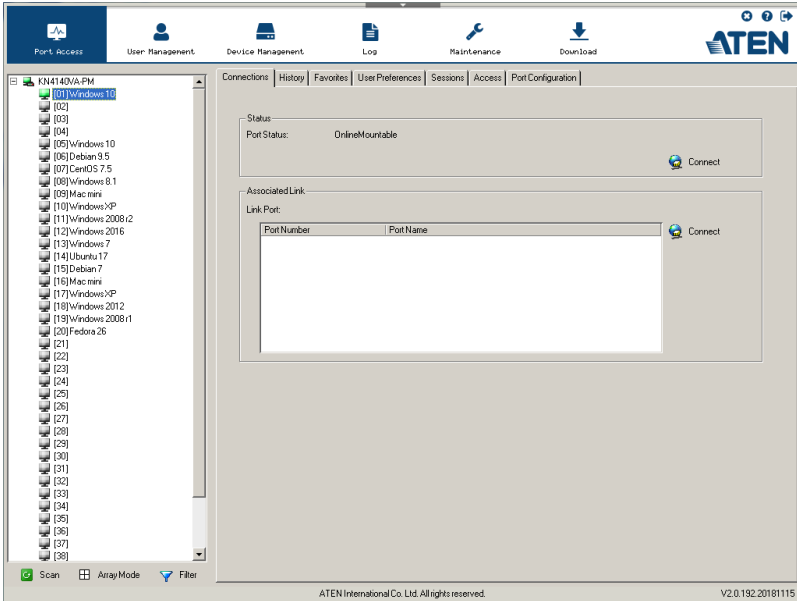 Port Access
User Management
Device Management
Log
Maintenance
Download
ATEN
KN4140VA-PM
[01]Windows 10
[02]
[03]
[04]
[05]Windows 10
[06]Debian 9.5
[07]CentOS 7.5
[08]Windows 8.1
[09]Mac mini
[10]WindowsXP
[11]Windows 2008 r2
[12]Windows 2016
[13]Windows 7
[14]Ubuntu 17
[15]Debian 7
[16]Mac mini
[17]WindowsXP
[18]Windows 2012
[19]Windows 2008 r1
[20]Fedora 26
[21]
[22]
[23]
[24]
[25]
[26]
[27]
[28]
[29]
[30]
[31]
[32]
[33]
[34]
[35]
[36]
[37]
[38]
Scan
Array Mode
Filter
Connections
History
Favorites
User Preferences
Sessions
Access
Port Configuration
Status
Port Status: OnlineMountable
Connect
Associated Link
Link Port:
Port Number
Port Name
Connect
ATEN International Co. Ltd. All rights reserved.
V2.0.192.20181115